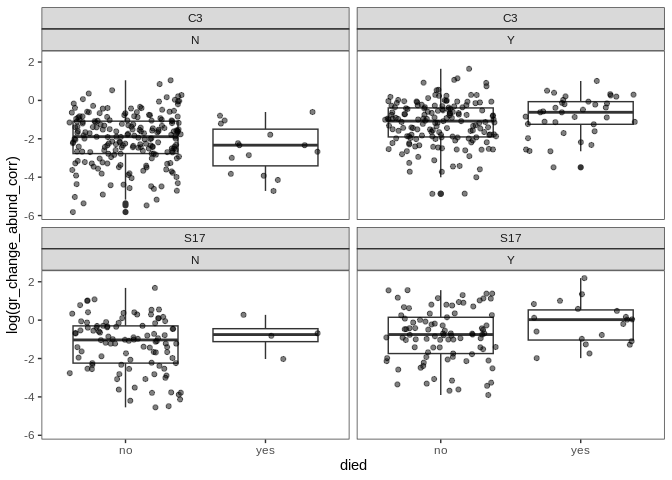 C3
C3
N
Y
2
0
-2
-4
-6
S17
S17
N
Y
2
0
-2
-4
-6
log(gr_change_abund_corr)
no
yes
no
yes
died